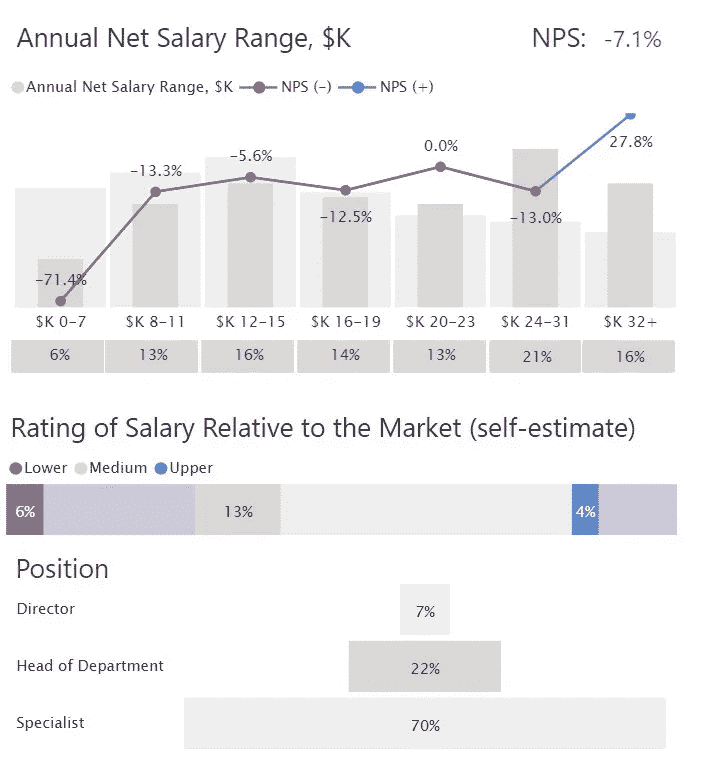 Annual Net Salary Range, $K NPS: -7.1%
Annual Net Salary Range, $K NPS (-) NPS (+)
-71.4% -13.3% -5.6% -12.5% 0.0% -13.0% 27.8%
$K 0-7 $K 8-11 $K 12-15 $K 16-19 $K 20-23 $K 24-31 $K 32+
6% 13% 16% 14% 13% 21% 16%
Rating of Salary Relative to the Market (self-estimate)
Lower Medium Upper
6% 13% 4%
Position
Director 7%
Head of Department 22%
Specialist 70%